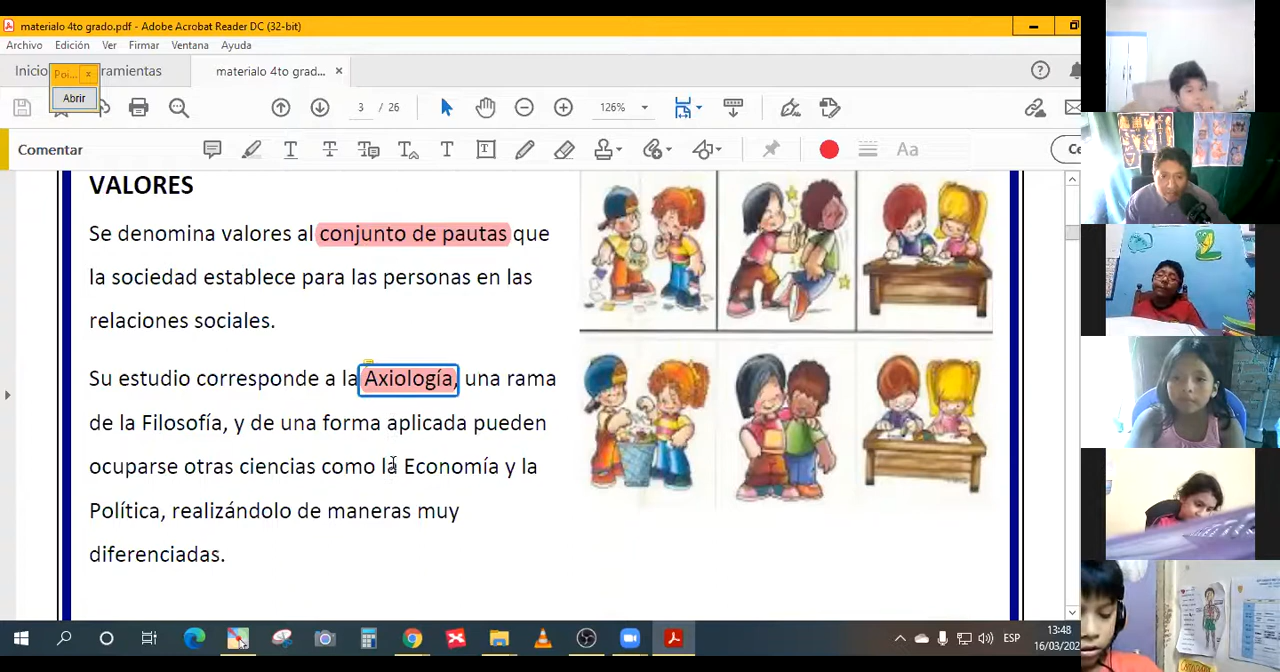 materialo 4to grado.pdf - Adobe Acrobat Reader DC (32-bit)
Archivo Edición Ver Firmar Ventana Ayuda
Inicio
Poi... x
rramientas
materialo 4to grad... ×
Abrir
3 / 26
126%
Comentar
Aa
Ce
VALORES
Se denomina valores al conjunto de pautas que
la sociedad establece para las personas en las
relaciones sociales.
Su estudio corresponde a la Axiología, una rama
de la Filosofía, y de una forma aplicada pueden
ocuparse otras ciencias como la Economía y la
Política, realizándolo de maneras muy
diferenciadas.
ESP
13:48
16/03/202